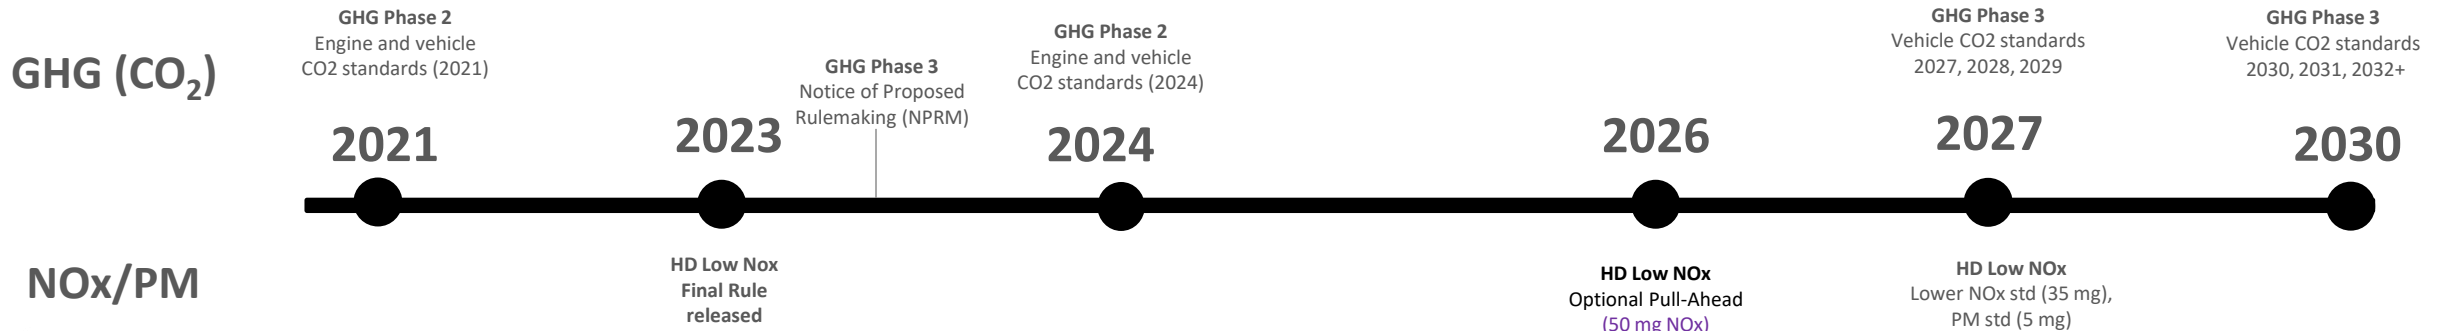 GHG (CO₂)
GHG Phase 2
Engine and vehicle
CO2 standards (2021)
GHG Phase 3
Notice of Proposed
Rulemaking (NPRM)
GHG Phase 2
Engine and vehicle
CO2 standards (2024)
GHG Phase 3
Vehicle CO2 standards
2027, 2028, 2029
GHG Phase 3
Vehicle CO2 standards
2030, 2031, 2032+
2021
2023
2024
2026
2027
2030
NOx/PM
HD Low Nox
Final Rule
released
HD Low NOx
Optional Pull-Ahead
(50 mg NOx)
HD Low NOx
Lower NOx std (35 mg),
PM std (5 mg)